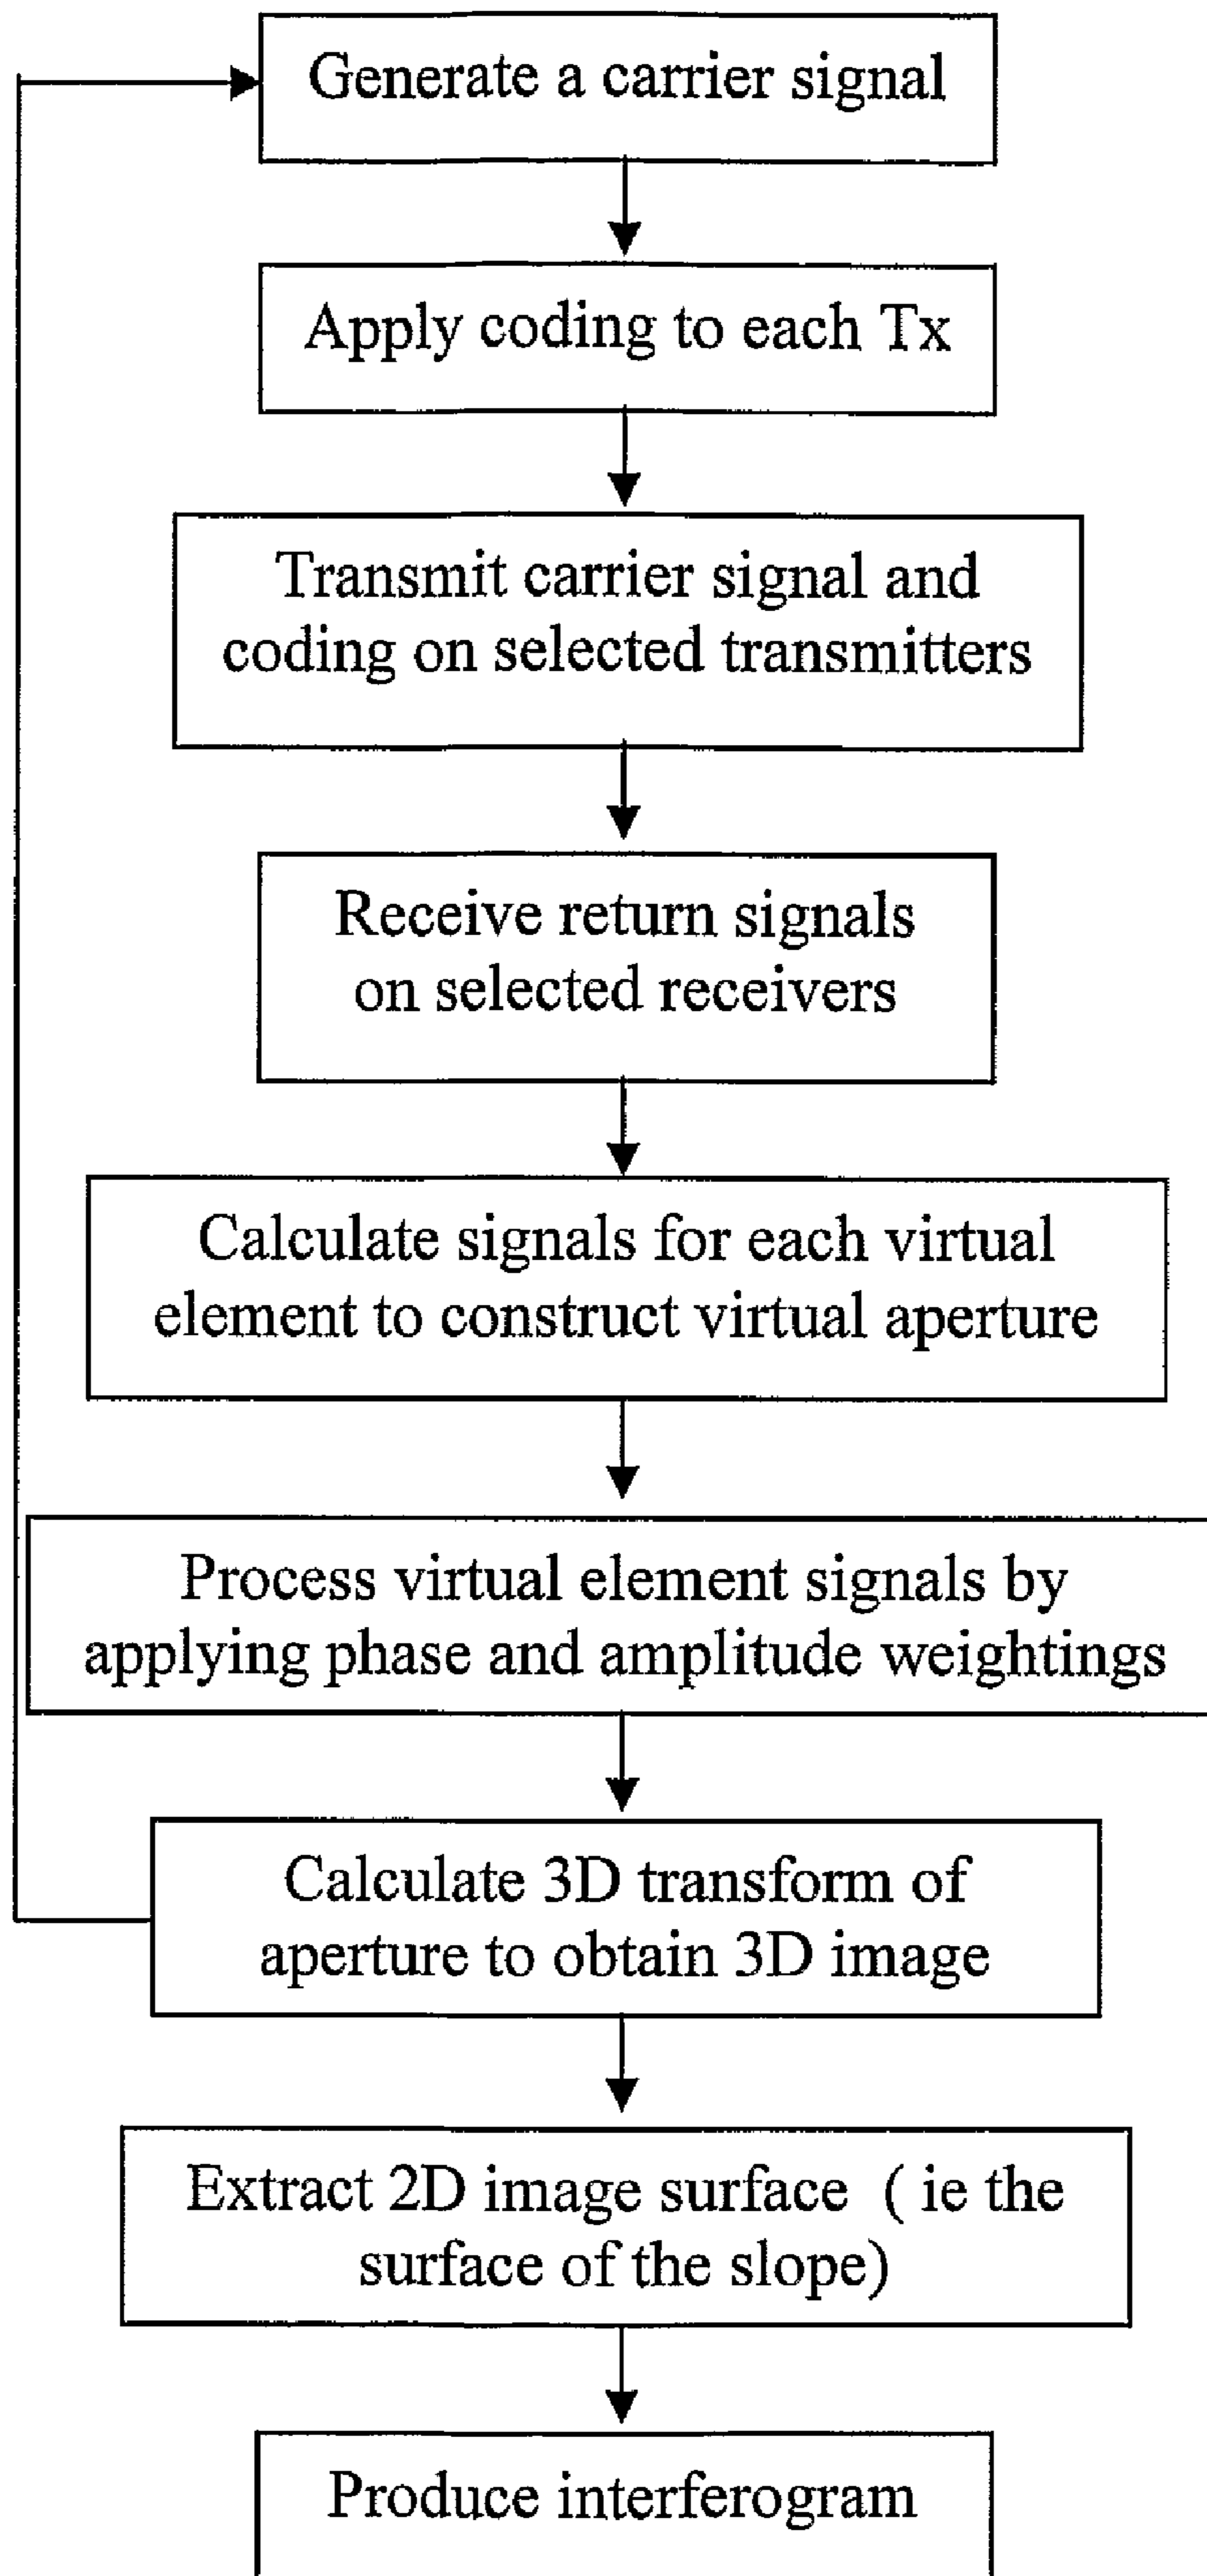 Generate a carrier signal
Apply coding to each Tx
Transmit carrier signal and
coding on selected transmitters
Receive return signals
on selected receivers
Calculate signals for each virtual
element to construct virtual aperture
Process virtual element signals by
applying phase and amplitude weightings
Calculate 3D transform of
aperture to obtain 3D image
Extract 2D image surface ( ie the
surface of the slope)
Produce interferogram